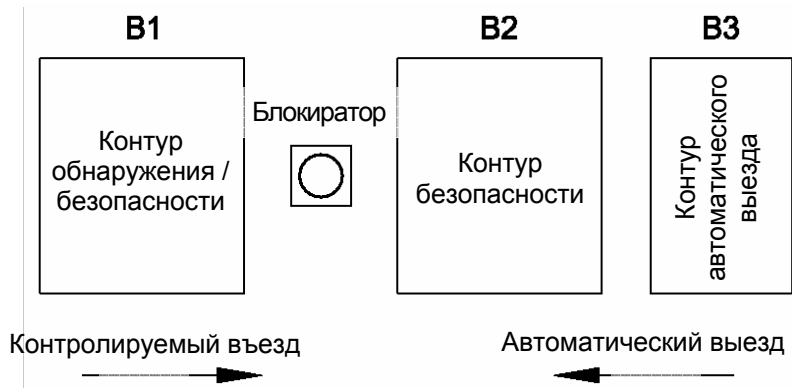 B1
B2
B3
Блокиратор
Контур
обнаружения /
безопасности
Контур
безопасности
Контур
автоматического
выезда
Контролируемый въезд
Автоматический выезд